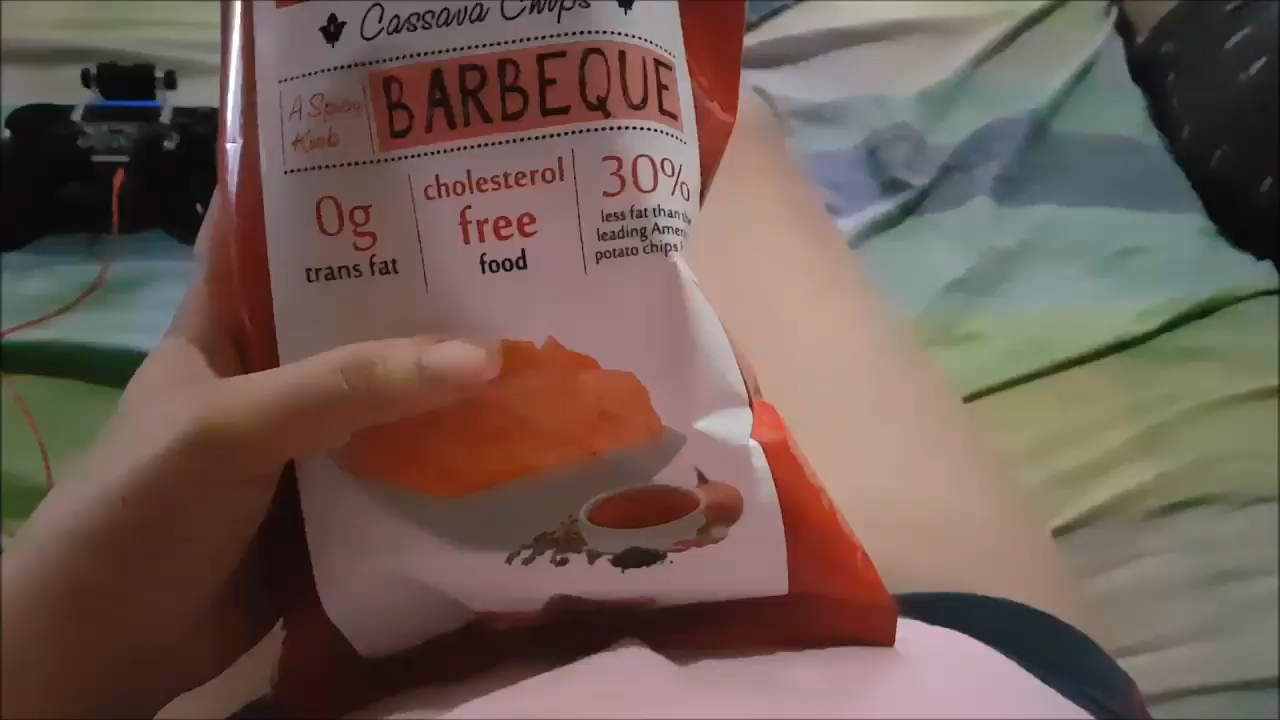 Cassava Chips
A Spicy
Kick
BARBEQUE
0g
trans fat
cholesterol
free
food
30%
less fat than the
leading
potato chips